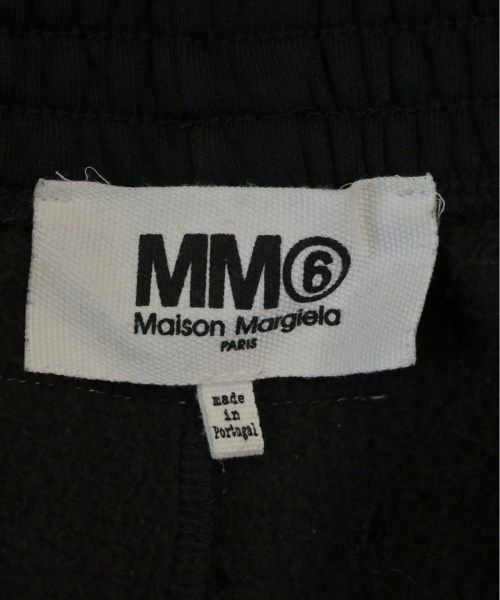 MM⑥
Maison Margiela
PARIS
made
in
Portugal